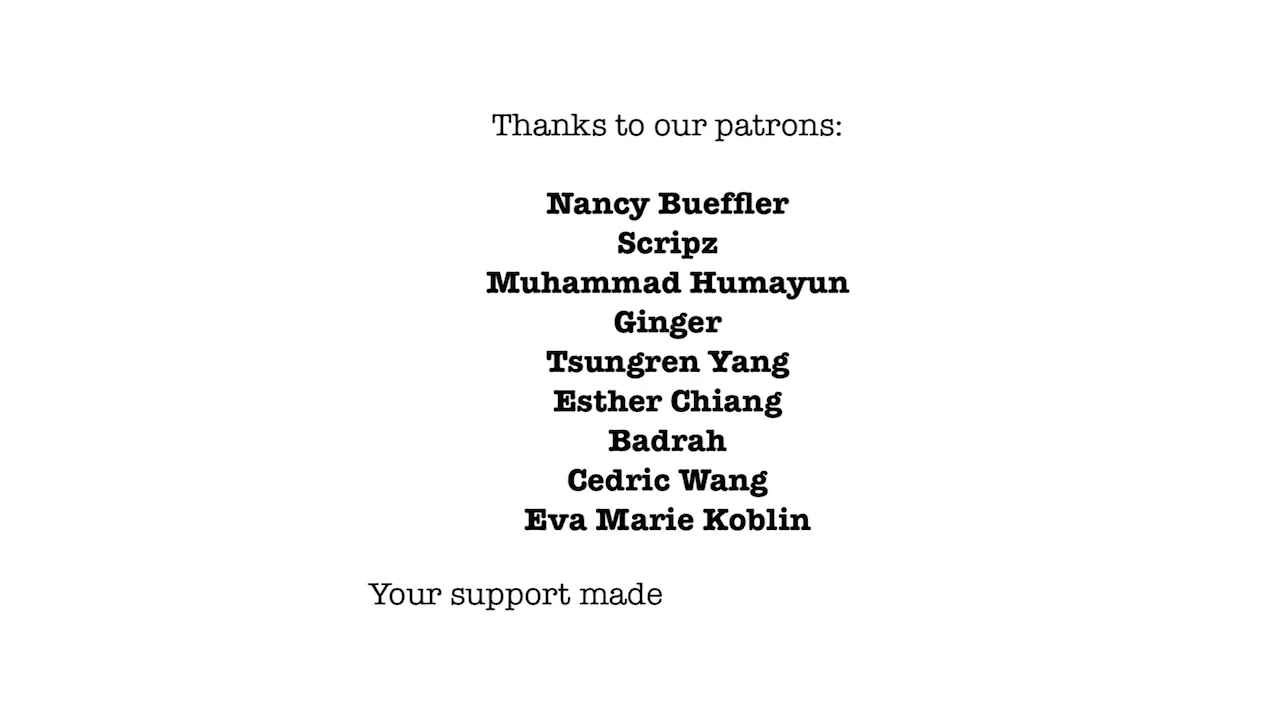 Thanks to our patrons:
Nancy Bueffler
Scripz
Muhammad Humayun
Ginger
Tsungren Yang
Esther Chiang
Badrah
Cedric Wang
Eva Marie Koblin
Your support made